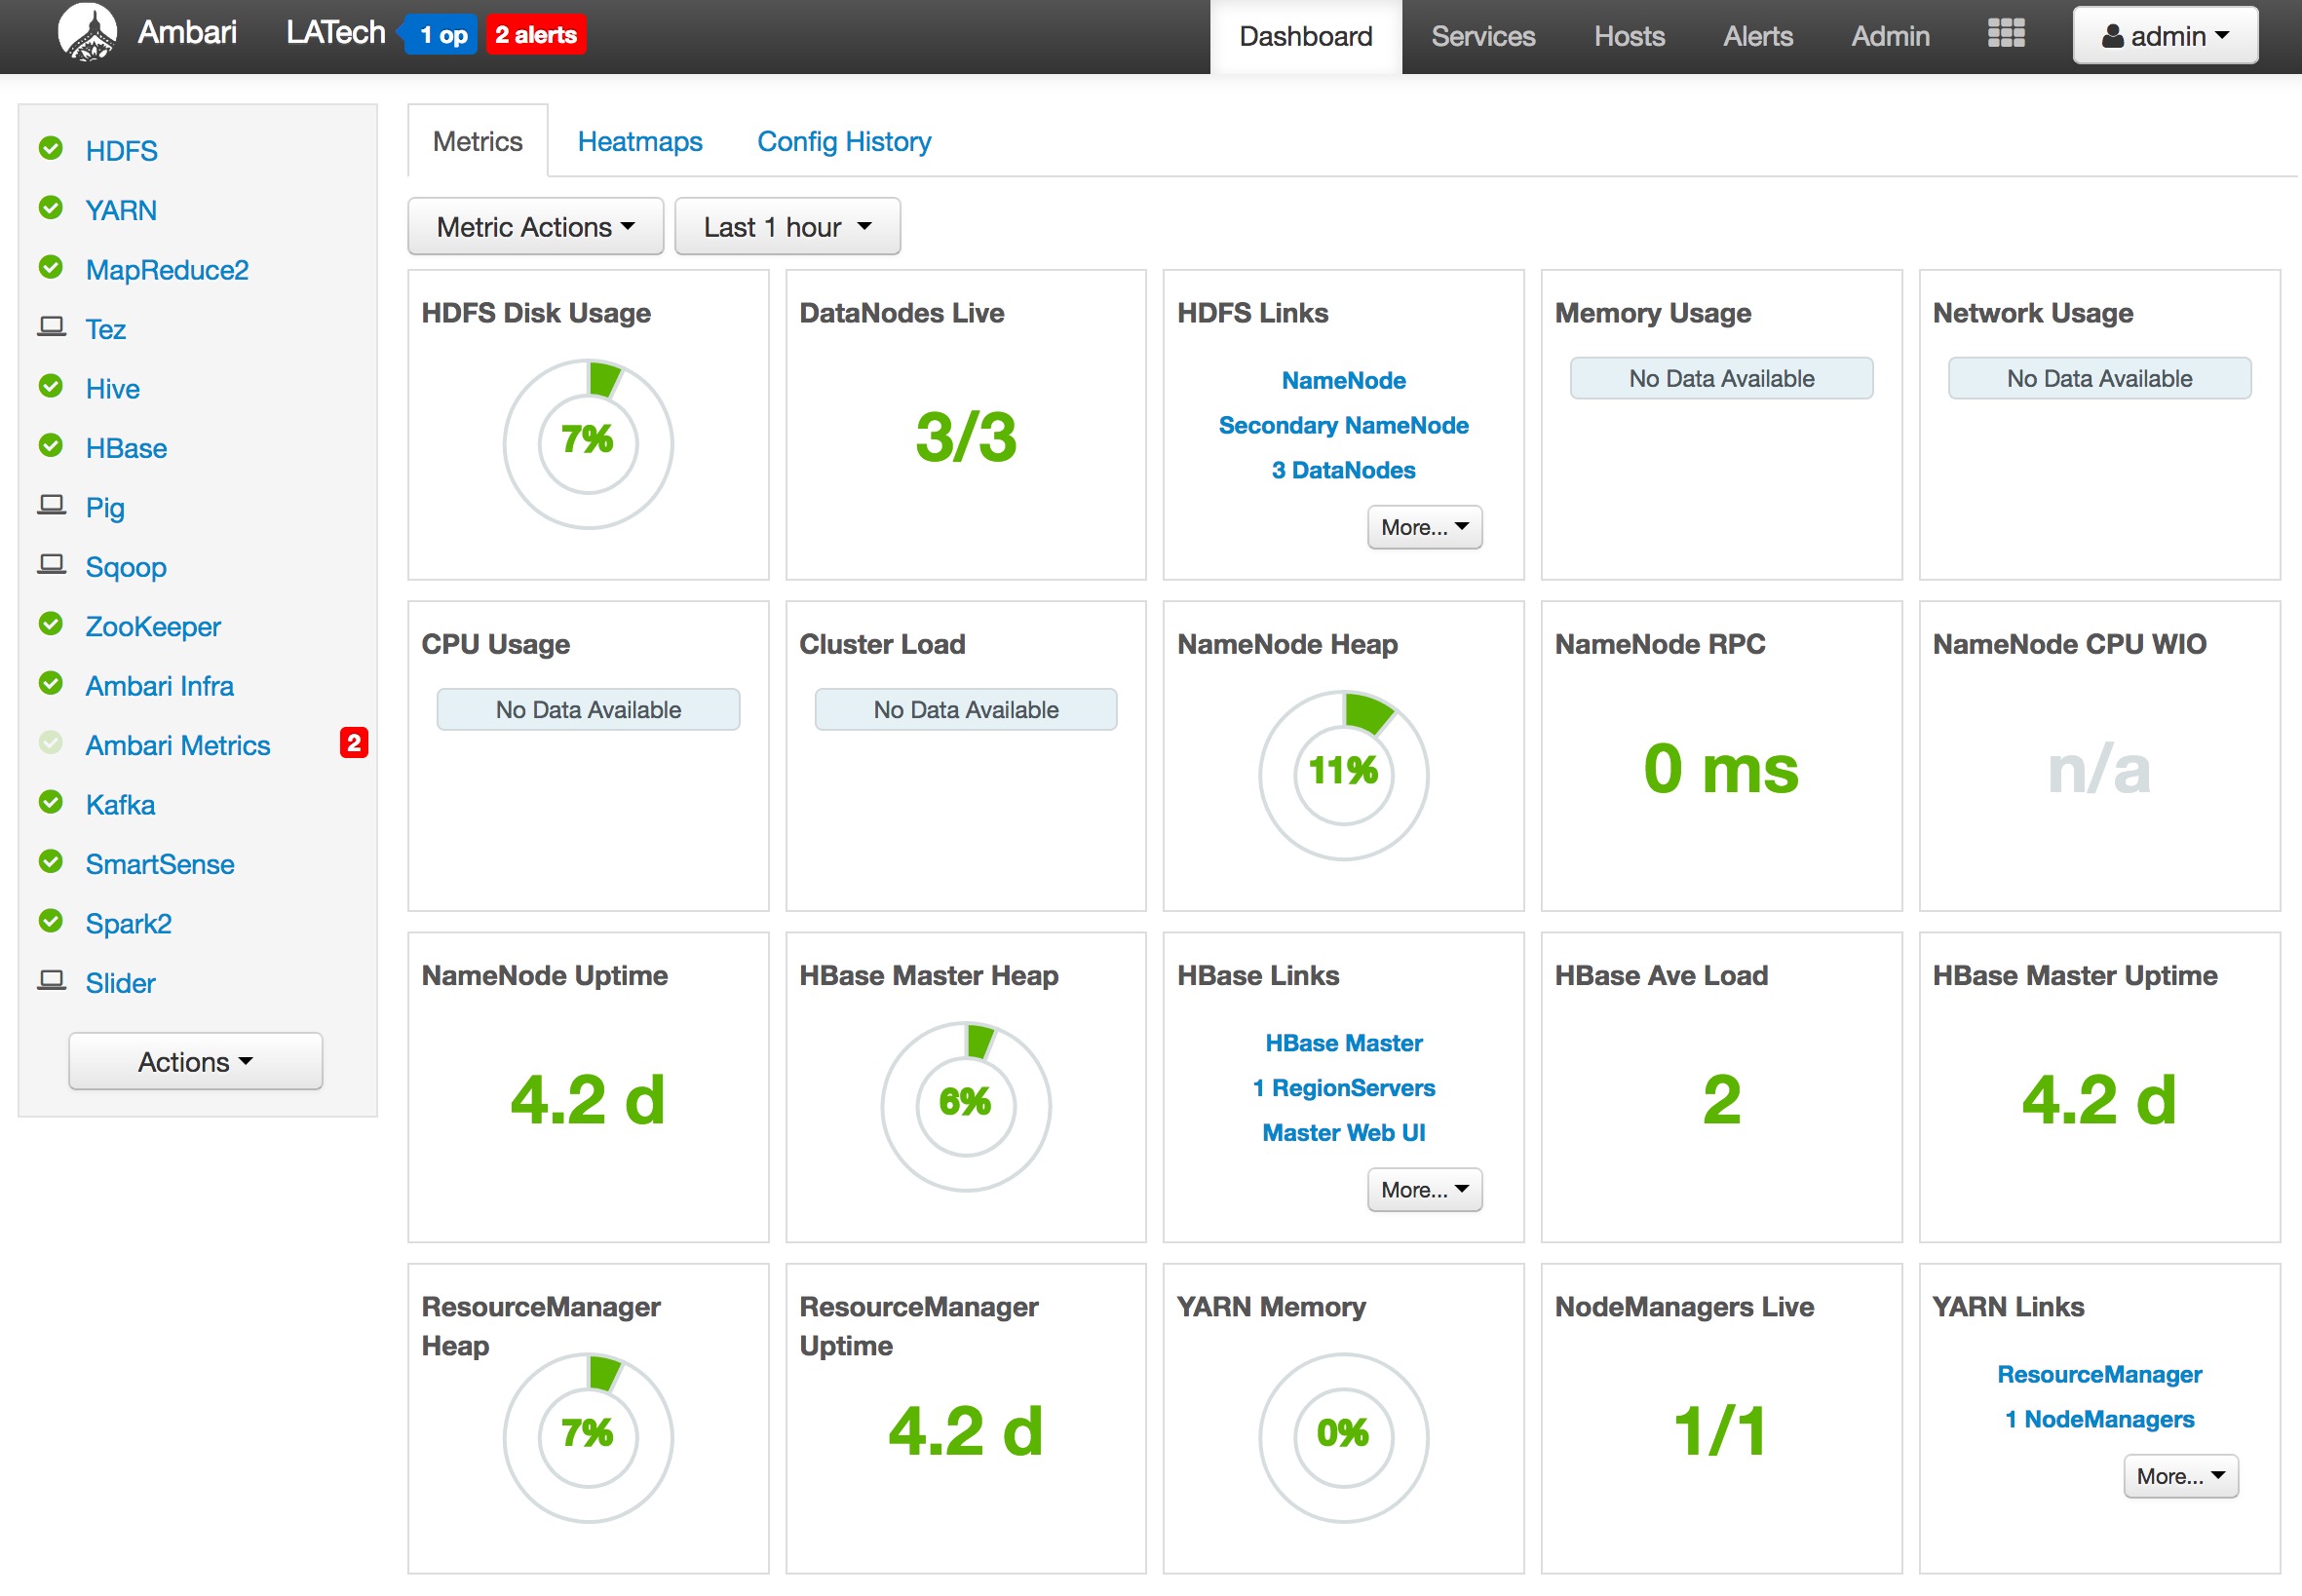 Ambari LATech 1 op 2 alerts Dashboard Services Hosts Alerts Admin admin
HDFS
YARN
MapReduce2
Tez
Hive
HBase
Pig
Sqoop
ZooKeeper
Ambari Infra
Ambari Metrics 2
Kafka
SmartSense
Spark2
Slider
Actions
Metrics Heatmaps Config History
Metric Actions Last 1 hour
HDFS Disk Usage
7%
DataNodes Live
3/3
HDFS Links
NameNode
Secondary NameNode
3 DataNodes
More...
Memory Usage
No Data Available
Network Usage
No Data Available
CPU Usage
No Data Available
Cluster Load
No Data Available
NameNode Heap
11%
NameNode RPC
0 ms
NameNode CPU WIO
n/a
NameNode Uptime
4.2 d
HBase Master Heap
6%
HBase Links
HBase Master
1 RegionServers
Master Web UI
More...
HBase Ave Load
2
HBase Master Uptime
4.2 d
ResourceManager
Heap
7%
ResourceManager
Uptime
4.2 d
YARN Memory
0%
NodeManagers Live
1/1
YARN Links
ResourceManager
1 NodeManagers
More...